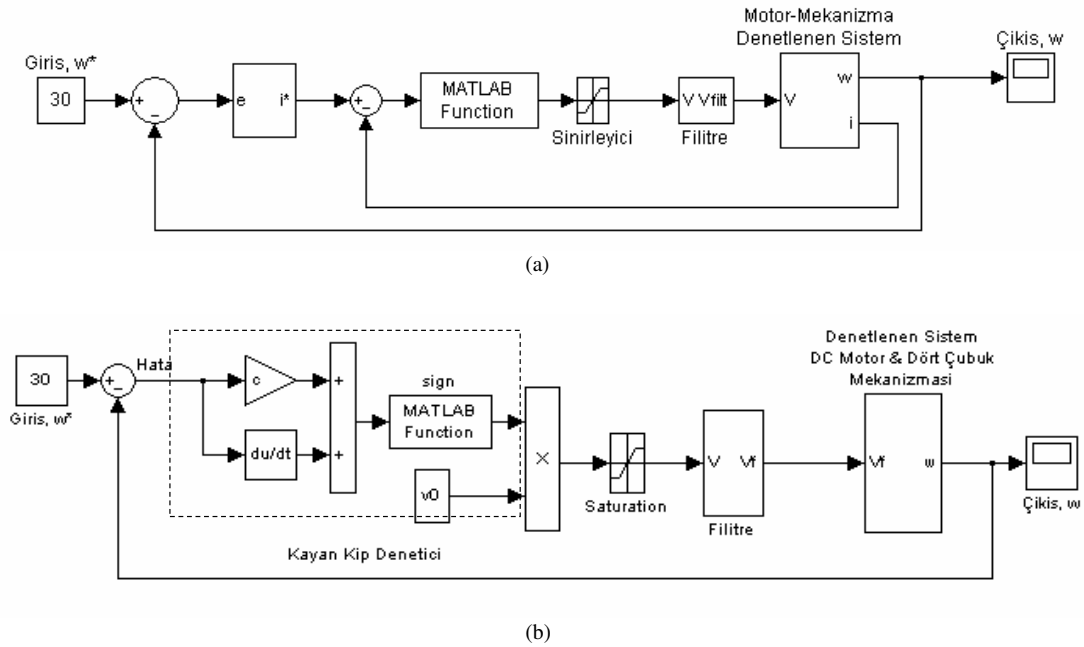 Motor-Mekanizma
Denetlenen Sistem
Çikis, w
Giris, w*
30
+
−
e
i*
+
−
MATLAB
Function
Sinirleyici
V Vfilt
Filitre
V
w
i
(a)
Denetlenen Sistem
DC Motor & Dört Çubuk
Mekanizmasi
30
Giris, w*
+
−
Hata
c
du/dt
+
+
sign
MATLAB
Function
v0
×
Saturation
V Vf
Filitre
Vf w
Çikis, w
Kayan Kip Denetici
(b)